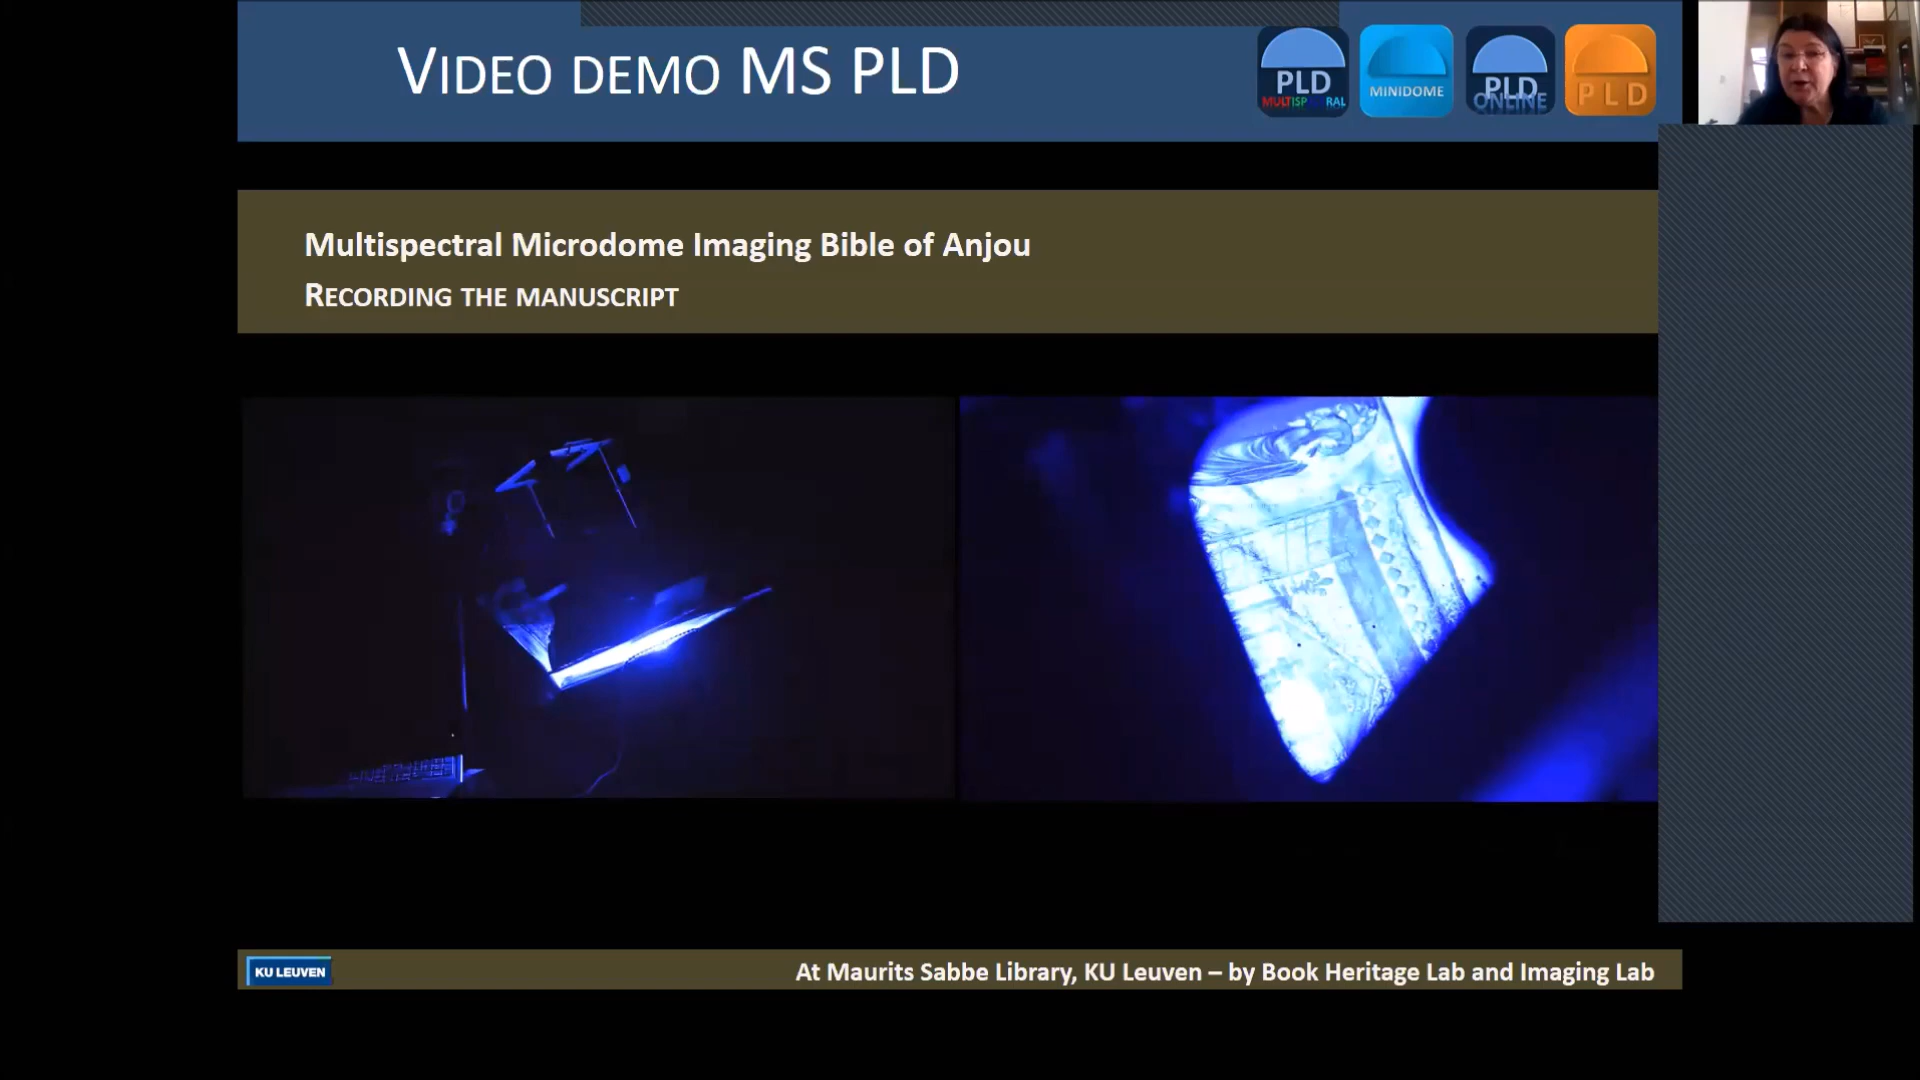 VIDEO DEMO MS PLD
PLD
MULTISPECTRAL
MINIDOME
PLD
ONLINE
PLD
Multispectral Microdome Imaging Bible of Anjou
RECORDING THE MANUSCRIPT
KU LEUVEN
At Maurits Sabbe Library, KU Leuven – by Book Heritage Lab and Imaging Lab